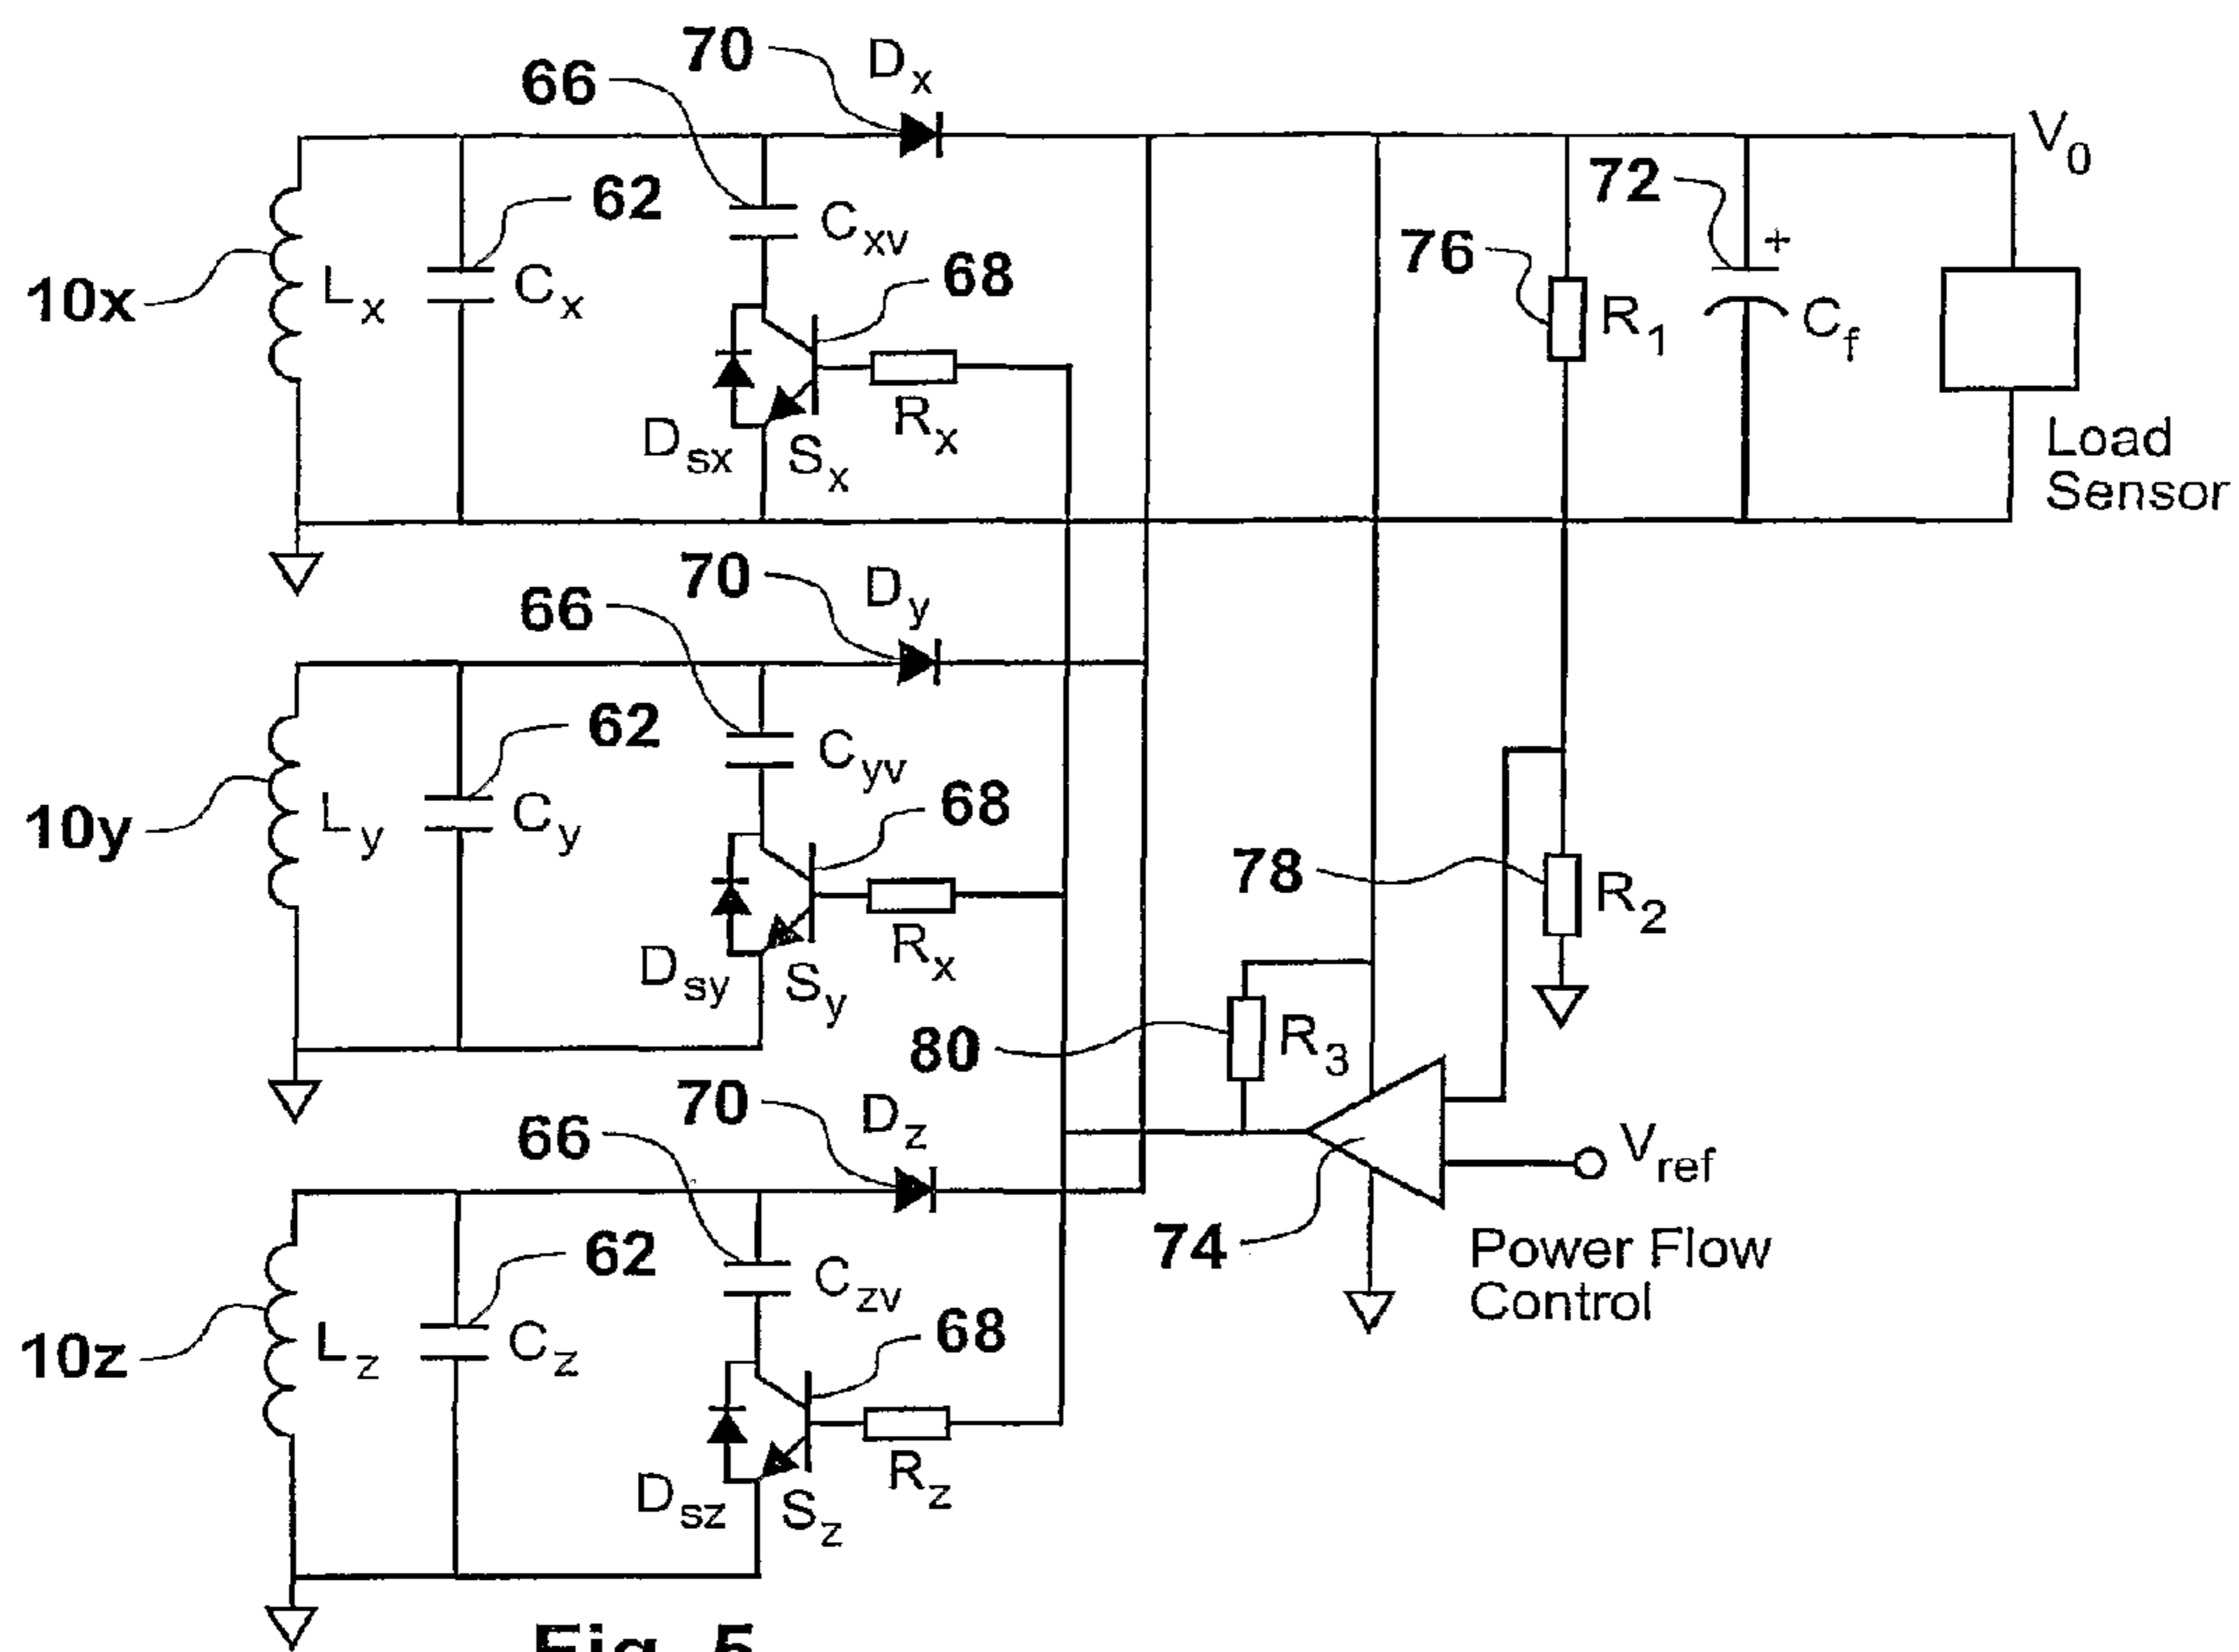 70 Dx
66
V0
62
72
Cxv
76
68
10x
Lx
Cx
+
R1
Cf
Rx
Dsx
Sx
Load
Sensor
70 Dy
66
62
Cyv
68
10y
Ly
Cy
78
R2
Rx
Dsy
Sy
80
R3
70 Dz
66
Vref
74
62
Power Flow
Control
Czv
68
10z
Lz
Cz
Rz
Dsz
Sz
Fig. 5